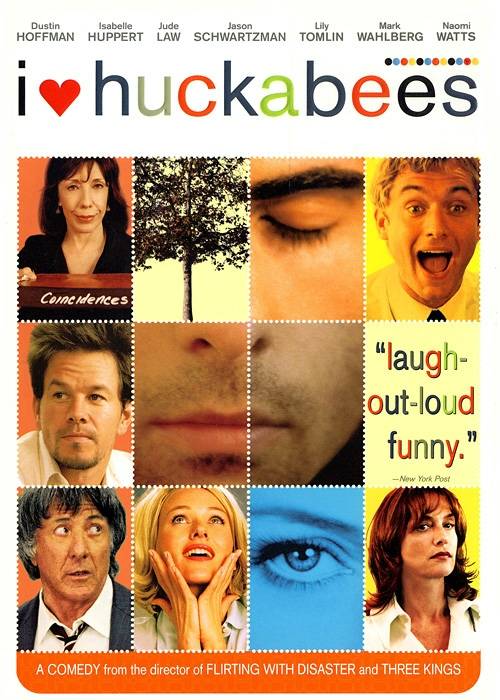 Dustin HOFFMAN Isabelle HUPPERT Jude LAW Jason SCHWARTZMAN Lily TOMLIN Mark WAHLBERG Naomi WATTS
i ♥ huckabees
Coincidences
“laugh-
out-loud
funny.”
—New York Post
A COMEDY from the director of FLIRTING WITH DISASTER and THREE KINGS